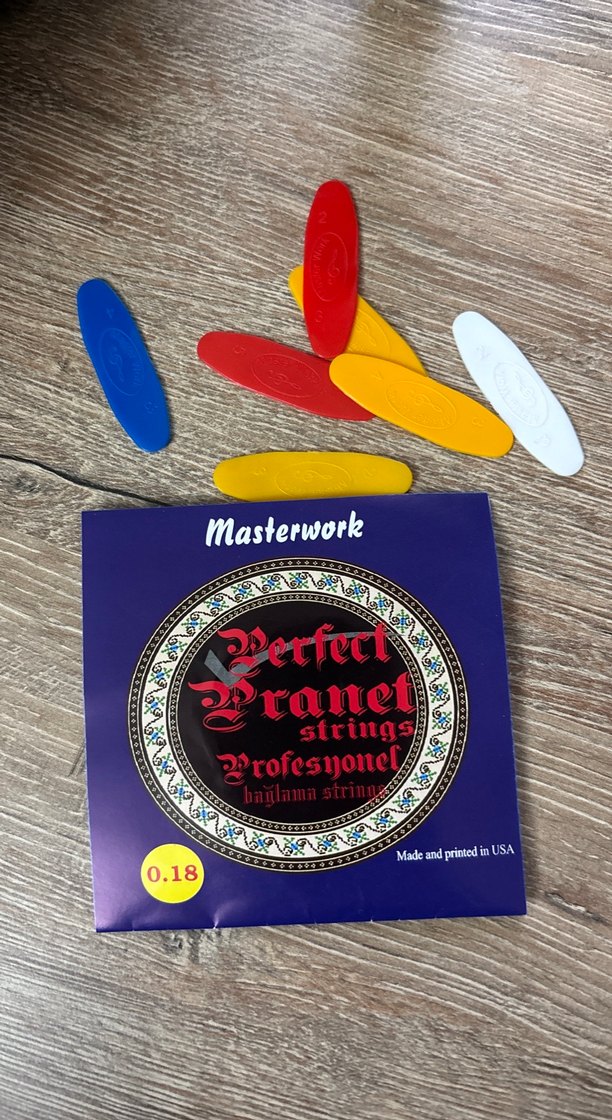 Masterwork
Perfect
Pranet
strings
Profesyonel
bağlama strings
Made and printed in USA
0.18